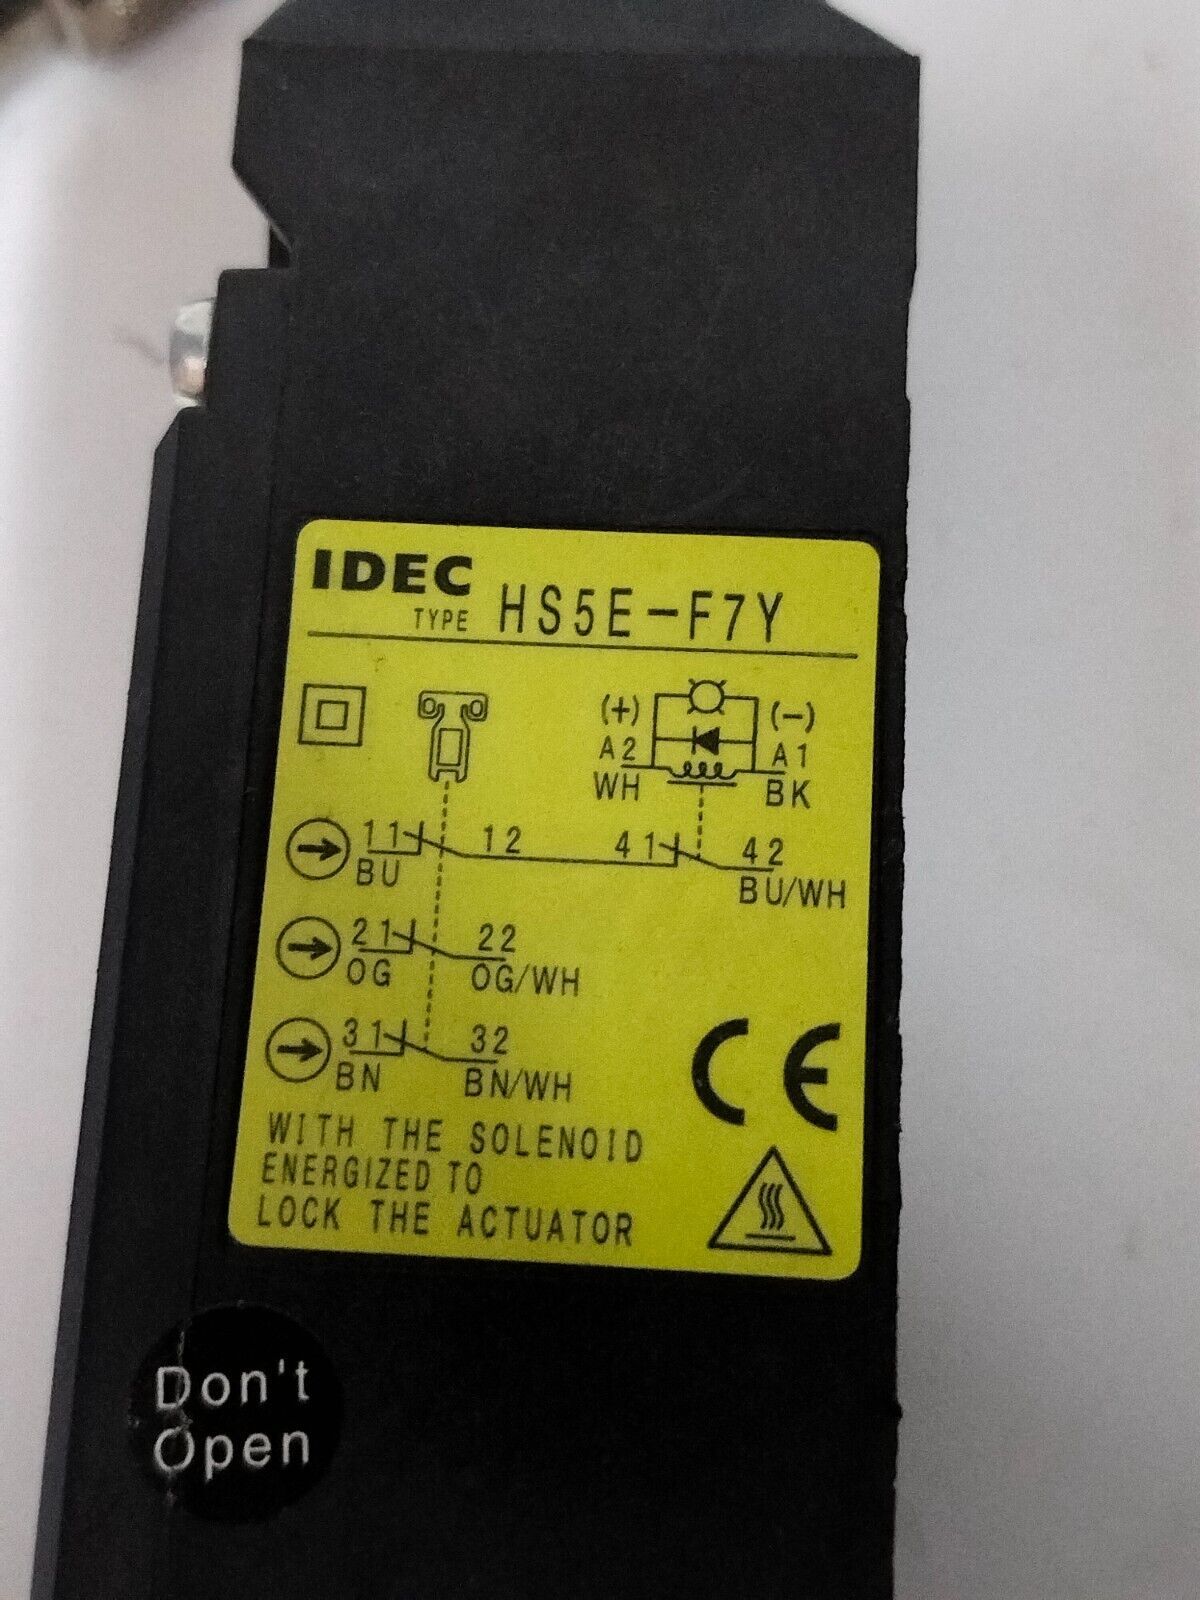 IDEC
TYPE HS5E-F7Y
(+) (-)
A2 A1
WH BK
11 12 41 42
BU BU/WH
21 22
OG OG/WH
31 32
BN BN/WH
CE
WITH THE SOLENOID
ENERGIZED TO
LOCK THE ACTUATOR
Don't
Open